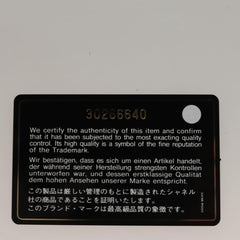 30286640
We certify the authenticity of this item and confirm
that it has been subjected to the most exacting quality
control. Its high quality is a symbol of the fine reputation
of the Trademark.
Wir bestätigen, dass es sich um einen Artikel handelt,
der während seiner Herstellung strengsten Kontrollen
unterworfen war, und dessen erstklassige Qualität
dem hohen Ansehen unserer Marke entspricht.
この製品は厳しい管理のもとに製造されたシャネル
社の商品であることを証明いたします。
このブランド・マークは最高級品質の象徴です。